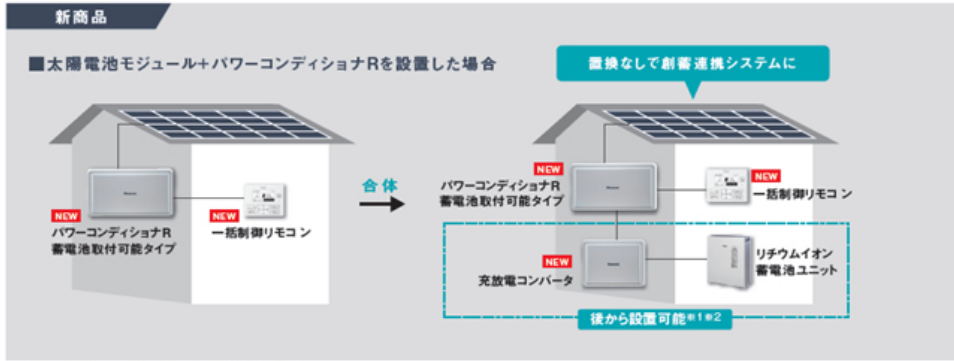 新商品
■太陽電池モジュール+パワーコンディショナRを設置した場合
置換なしで創蓄連携システムに
NEW
パワーコンディショナR
蓄電池取付可能タイプ
NEW
一括制御リモコン
合体
NEW
パワーコンディショナR
蓄電池取付可能タイプ
NEW
一括制御リモコン
NEW
充放電コンバータ
リチウムイオン
蓄電池ユニット
後から設置可能※1※2